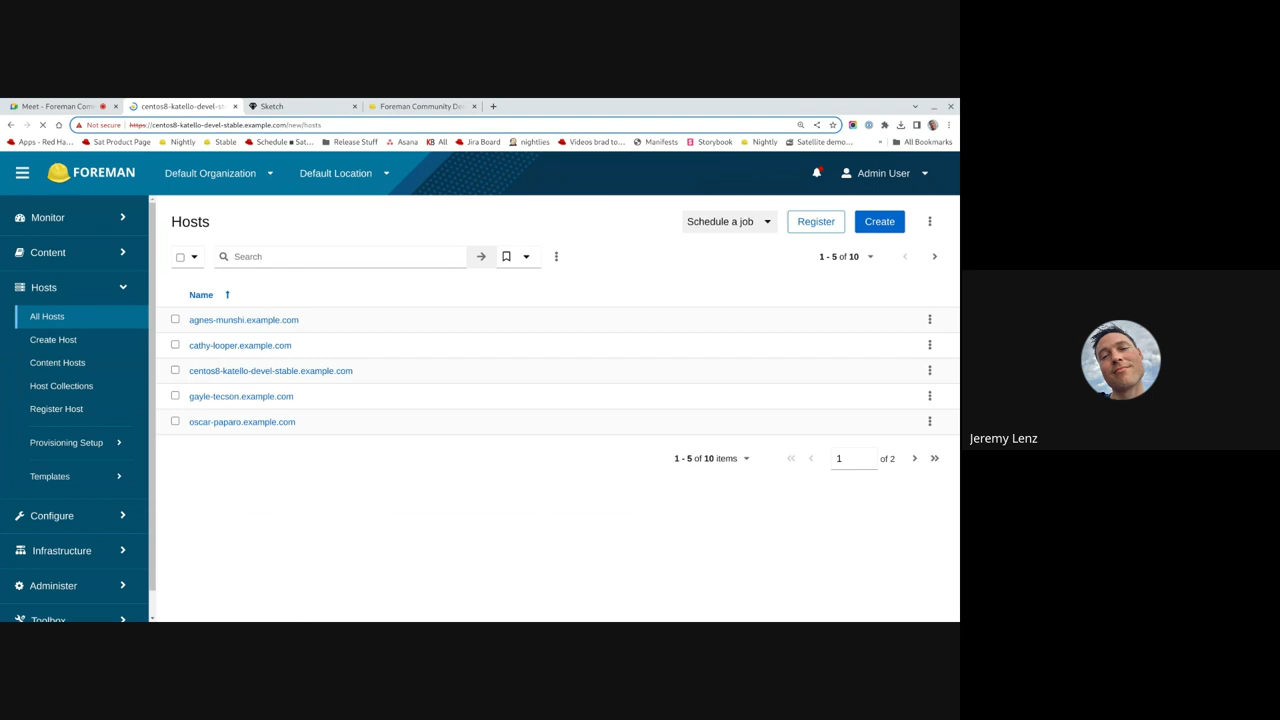 Meet - Foreman Com
centos8-katello-devel-st
Sketch
Foreman Community De
Not secure https://centos8-katello-devel-stable.example.com/new/hosts
Apps - Red Ha... Sat Product Page Nightly Stable Schedule ■ Sat... Release Stuff Asana KB All Jira Board nightlies Videos brad to... Manifests Storybook Nightly Satellite demo... » All Bookmarks
FOREMAN Default Organization Default Location Admin User
Monitor
Content
Hosts
All Hosts
Create Host
Content Hosts
Host Collections
Register Host
Provisioning Setup
Templates
Configure
Infrastructure
Administer
Toolbox
Hosts
Schedule a job Register Create
Search
1 - 5 of 10
Name
agnes-munshi.example.com
cathy-looper.example.com
centos8-katello-devel-stable.example.com
gayle-tecson.example.com
oscar-paparo.example.com
1 - 5 of 10 items 1 of 2
Jeremy Lenz